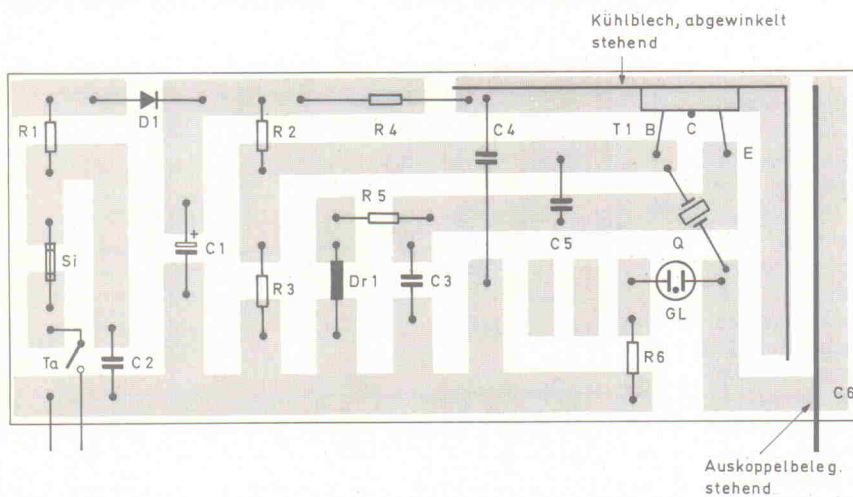 Kühlblech, abgewinkelt
stehend
R1
D1
R2
R4
C4
T1
B
C
E
R5
Si
+
C1
R3
Dr1
C3
C5
Q
GL
Ta
C2
R6
C6
Auskoppelbeleg.
stehend